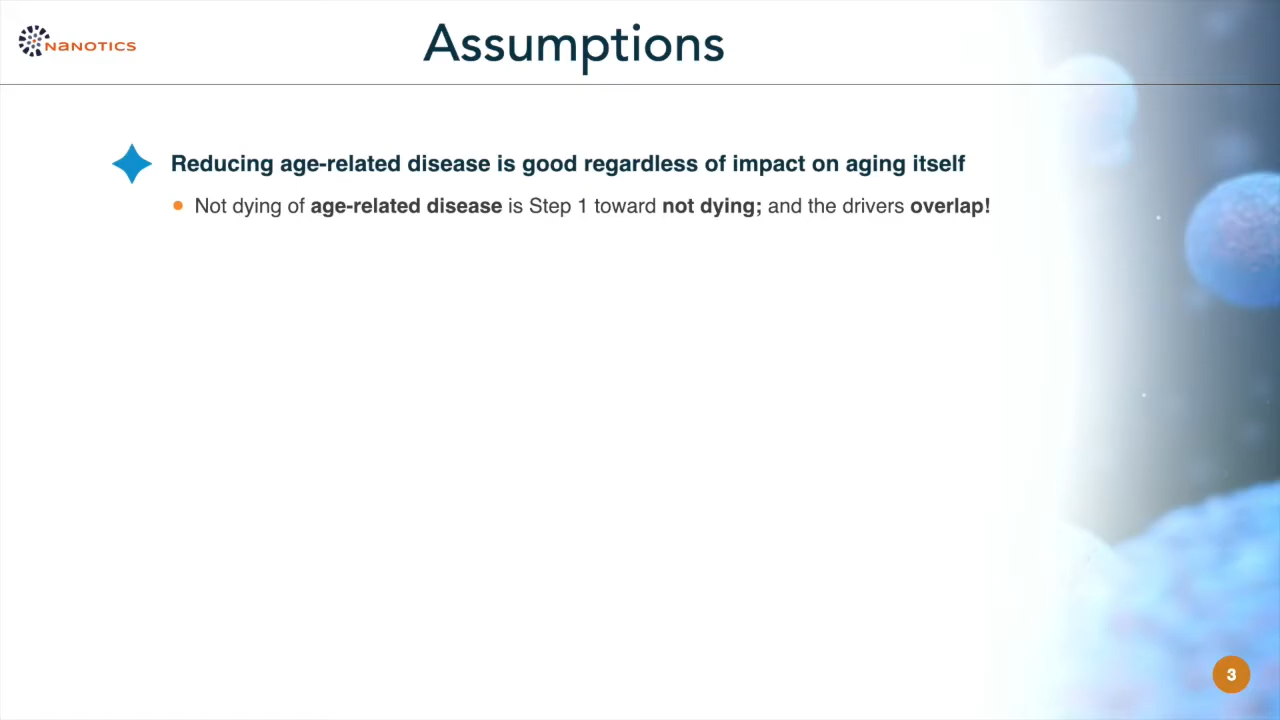 NANOTICS
Assumptions
Reducing age-related disease is good regardless of impact on aging itself
Not dying of age-related disease is Step 1 toward not dying; and the drivers overlap!
3